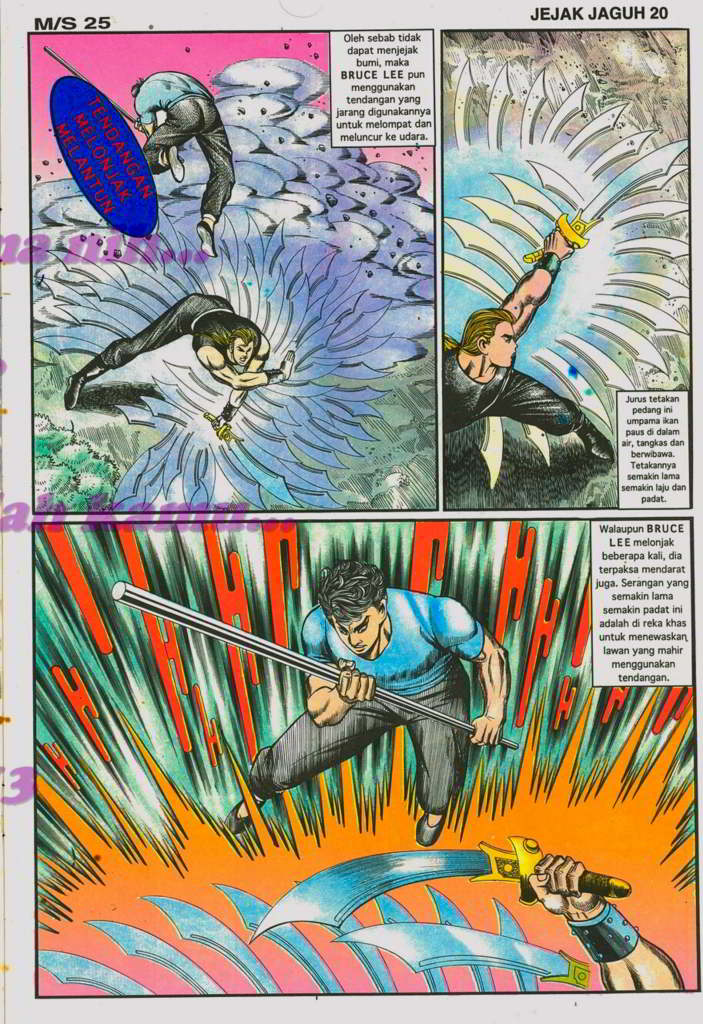 M/S 25
JEJAK JAGUH 20
Oleh sebab tidak
dapat menjejak
bumi, maka
BRUCE LEE pun
menggunakan
tendangan yang
jarang digunakannya
untuk melompat dan
meluncur ke udara.
TENDANGAN
MELONJAK
MELANTUN
Jurus tetakan
pedang ini
umpama ikan
paus di dalam
air, tangkas dan
berwibawa.
Tetakannya
semakin lama
semakin laju dan
padat.
Walaupun BRUCE
LEE melonjak
beberapa kali, dia
terpaksa mendarat
juga. Serangan yang
semakin lama
semakin padat ini
adalah di reka khas
untuk menewaskan
lawan yang mahir
menggunakan
tendangan.
kamu...